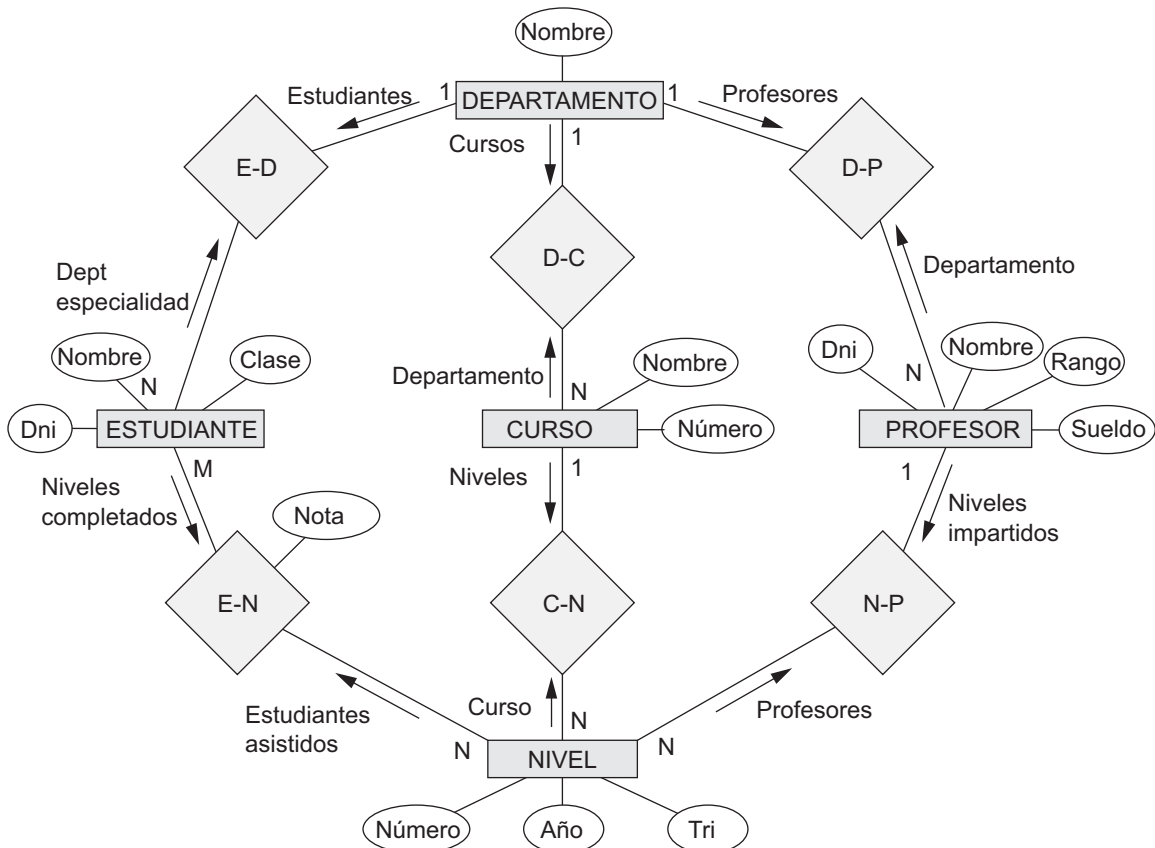 Nombre
Estudiantes
1
DEPARTAMENTO
1
Profesores
Cursos
1
E-D
D-P
D-C
Dept
especialidad
Departamento
Nombre
Clase
N
Dni
ESTUDIANTE
Departamento
N
Nombre
CURSO
Número
Dni
Nombre
Rango
N
PROFESOR
Sueldo
M
Niveles
completados
Nota
Niveles
1
1
Niveles
impartidos
E-N
C-N
N-P
Estudiantes
asistidos
Curso
Profesores
N
N
N
NIVEL
Número
Año
Tri